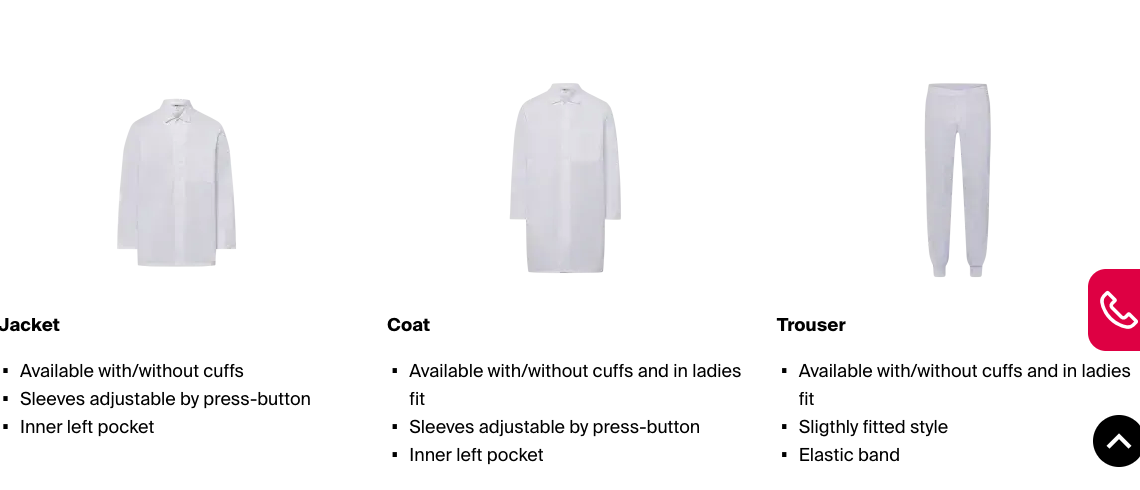 Jacket
Available with/without cuffs
Sleeves adjustable by press-button
Inner left pocket
Coat
Available with/without cuffs and in ladies
fit
Sleeves adjustable by press-button
Inner left pocket
Trouser
Available with/without cuffs and in ladies
fit
Sligthly fitted style
Elastic band